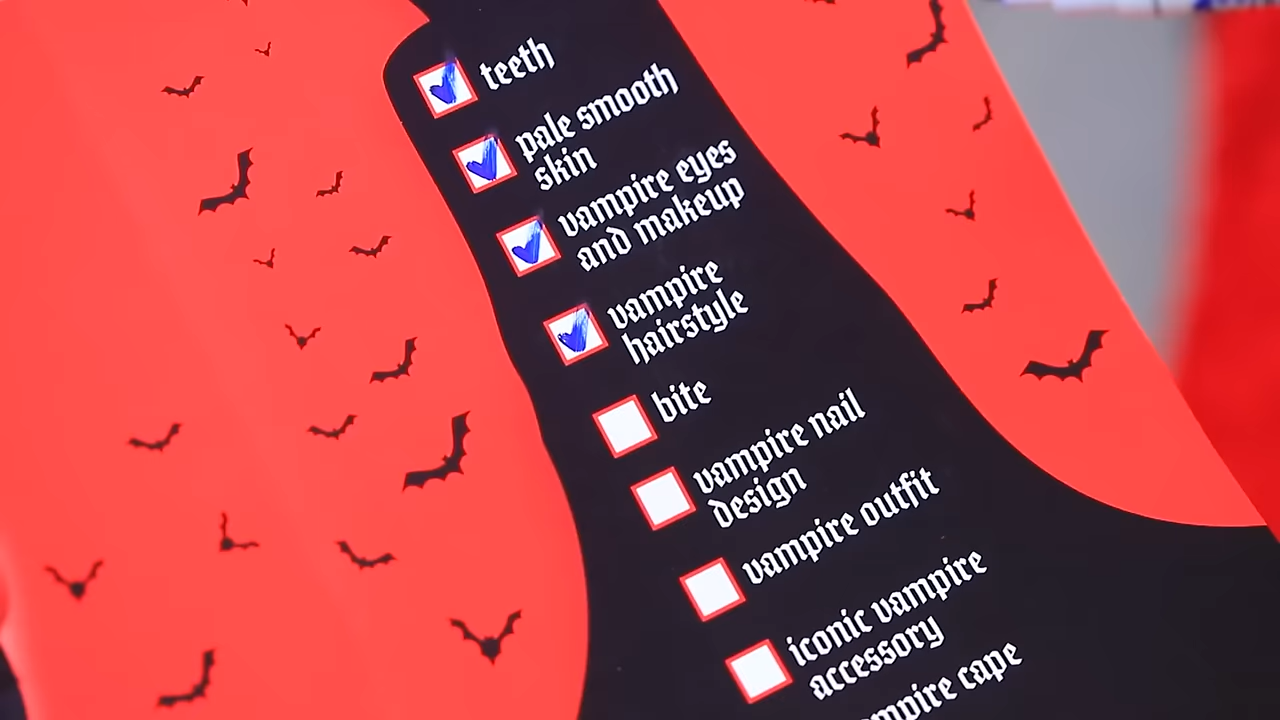 teeth
pale smooth
skin
vampire eyes
and makeup
vampire
hairstyle
bite
vampire nail
design
vampire outfit
iconic vampire
accessory
cape